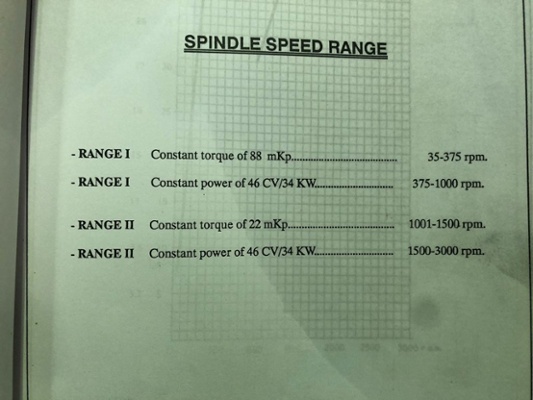 SPINDLE SPEED RANGE
- RANGE I Constant torque of 88 mKp........................................ 35-375 rpm.
- RANGE I Constant power of 46 CV/34 KW.............................. 375-1000 rpm.
- RANGE II Constant torque of 22 mKp........................................ 1001-1500 rpm.
- RANGE II Constant power of 46 CV/34 KW.............................. 1500-3000 rpm.